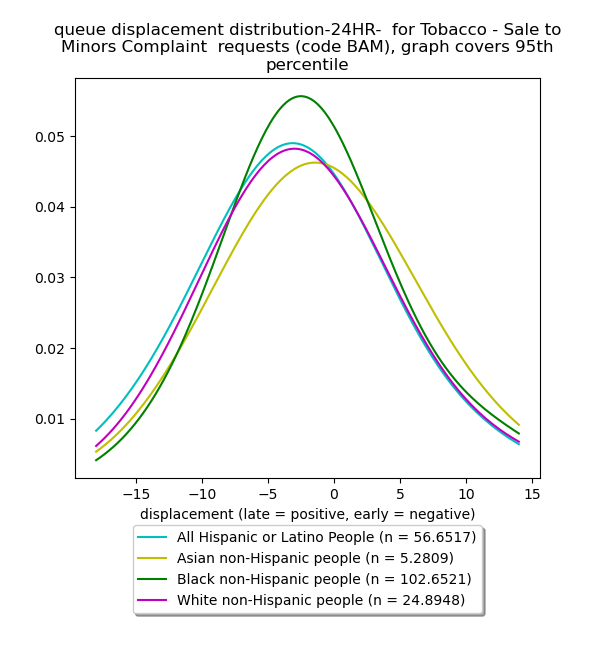 queue displacement distribution-24HR-  for Tobacco - Sale to
Minors Complaint  requests (code BAM), graph covers 95th
percentile
0.05
0.04
0.03
0.02
0.01
−15 −10 −5 0 5 10 15
displacement (late = positive, early = negative)
All Hispanic or Latino People (n = 56.6517)
Asian non-Hispanic people (n = 5.2809)
Black non-Hispanic people (n = 102.6521)
White non-Hispanic people (n = 24.8948)